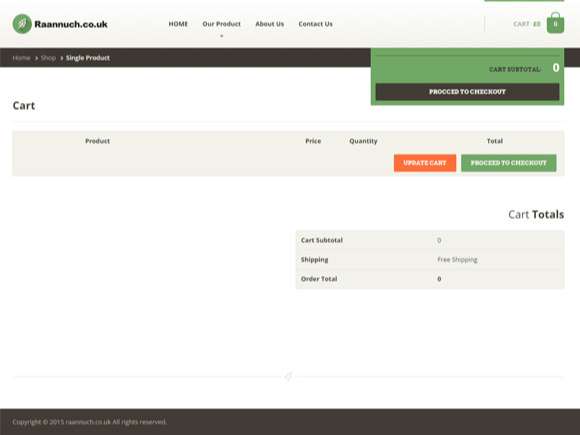 Raannuch.co.uk HOME Our Product About Us Contact Us CART £0 0
Home Shop Single Product
CART SUBTOTAL: 0
PROCCED TO CHECKOUT
Cart
Product Price Quantity Total
UPDATE CART PROCEED TO CHECKOUT
Cart Totals
Cart Subtotal 0
Shipping Free Shipping
Order Total 0
Copyright © 2015 raannuch.co.uk All rights reserved.